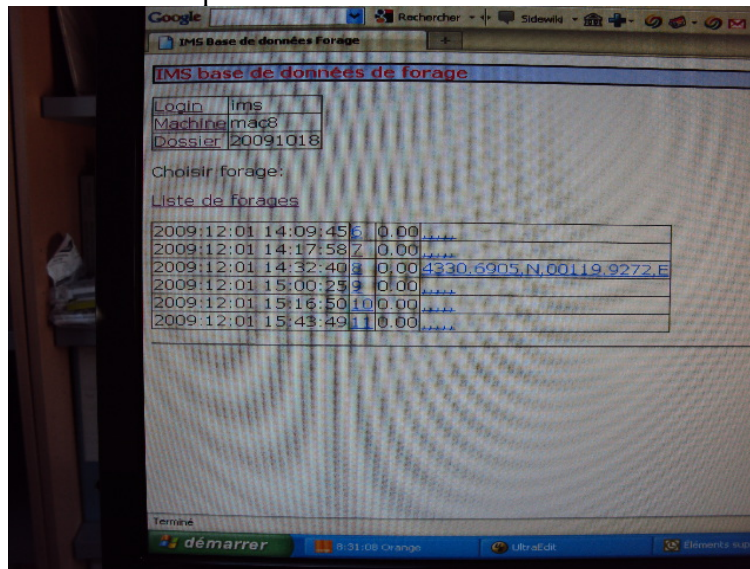 Google Rechercher Sidewiki
IMS Base de données Forage
IMS base de données de forage
Login ims
Machine mac8
Dossier 20091018
Choisir forage:
Liste de forages
2009:12:01 14:09:45 6 0.00 ,,,,,
2009:12:01 14:17:58 7 0.00 ,,,,,
2009:12:01 14:32:40 8 0.00 4330.6905,N,00119.9272,E
2009:12:01 15:00:25 9 0.00 ,,,,,
2009:12:01 15:16:50 10 0.00 ,,,,,
2009:12:01 15:43:49 11 0.00 ,,,,,
Terminé
démarrer 8:31:08 Orange UltraEdit Eléments sup